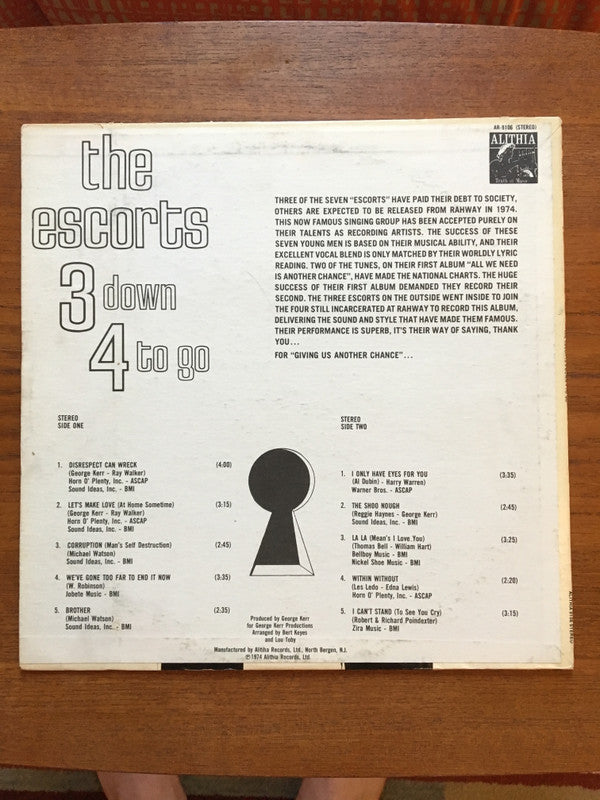 AR-9106 (STEREO)
ALITHIA
the
escorts
3 down
4 to go
THREE OF THE SEVEN "ESCORTS" HAVE PAID THEIR DEBT TO SOCIETY,
OTHERS ARE EXPECTED TO BE RELEASED FROM RAHWAY IN 1974.
THIS NOW FAMOUS SINGING GROUP HAS BEEN ACCEPTED PURELY ON
THEIR TALENTS AS RECORDING ARTISTS. THE SUCCESS OF THESE
SEVEN YOUNG MEN IS BASED ON THEIR MUSICAL ABILITY, AND THEIR
EXCELLENT VOCAL BLEND IS ONLY MATCHED BY THEIR WORLDLY LYRIC
READING. TWO OF THE TUNES, ON THEIR FIRST ALBUM "ALL WE NEED
IS ANOTHER CHANCE", HAVE MADE THE NATIONAL CHARTS. THE HUGE
SUCCESS OF THEIR FIRST ALBUM DEMANDED THEY RECORD THEIR
SECOND. THE THREE ESCORTS ON THE OUTSIDE WENT INSIDE TO JOIN
THE FOUR STILL INCARCERATED AT RAHWAY TO RECORD THIS ALBUM,
DELIVERING THE SOUND AND STYLE THAT HAVE MADE THEM FAMOUS.
THEIR PERFORMANCE IS SUPERB, IT'S THEIR WAY OF SAYING, THANK
YOU...
FOR "GIVING US ANOTHER CHANCE"...
STEREO
SIDE ONE
1. DISRESPECT CAN WRECK (4:00)
(George Kerr - Ray Walker)
Horn O' Plenty, Inc. - ASCAP
Sound Ideas, Inc. - BMI
2. LET'S MAKE LOVE (At Home Sometime) (3:15)
(George Kerr - Ray Walker)
Horn O' Plenty, Inc. ASCAP
Sound Ideas, Inc. - BMI
3. CORRUPTION (Man's Self Destruction) (2:45)
(Michael Watson)
Sound Ideas, Inc. - BMI
4. WE'VE GONE TOO FAR TO END IT NOW (3:35)
(W. Robinson)
Jobete Music - BMI
5. BROTHER (2:35)
(Michael Watson)
Sound Ideas, Inc. - BMI
STEREO
SIDE TWO
1. I ONLY HAVE EYES FOR YOU (3:35)
(Al Dubin - Harry Warren)
Warner Bros. - ASCAP
2. THE SHOO NOUGH (2:45)
(Reggie Haynes - George Kerr)
Sound Ideas, Inc. - BMI
3. LA LA (Mean's I Love You) (3:25)
(Thomas Bell - William Hart)
Bellboy Music - BMI
Nickel Shoe Music - BMI
4. WITHIN WITHOUT (2:20)
(Les Ledo - Edna Lewis)
Horn O' Plenty, Inc. - ASCAP
5. I CAN'T STAND (To See You Cry) (3:15)
(Robert & Richard Poindexter)
Zira Music - BMI
Produced by George Kerr
for George Kerr Productions
Arranged by Bert Keyes
and Lou Toby
Manufactured by Alithia Records, Ltd., North Bergen, N.J.
℗1974 Alithia Records, Ltd.